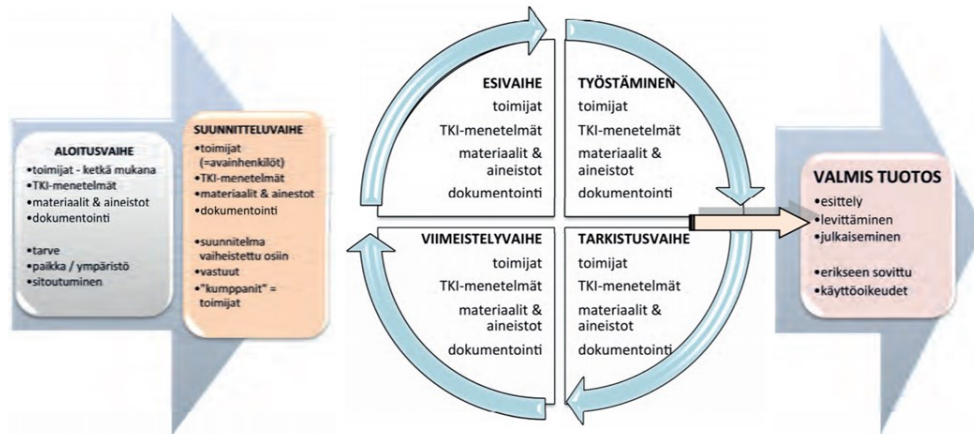 ALOITUSVAIHE
•toimijat - ketkä mukana
•TKI-menetelmät
•materiaalit & aineistot
•dokumentointi
•tarve
•paikka / ympäristö
•sitoutuminen
SUUNNITTELUVAIHE
•toimijat
(=avainhenkilöt)
•TKI-menetelmät
•materiaalit & ainestot
•dokumentointi
•suunnitelma
vaiheistettu osiin
•vastuut
•"kumppanit" =
toimijat
ESIVAIHE
toimijat
TKI-menetelmät
materiaalit &
aineistot
dokumentointi
TYÖSTÄMINEN
toimijat
TKI-menetelmät
materiaalit &
aineistot
dokumentointi
VIIMEISTELYVAIHE
toimijat
TKI-menetelmät
materiaalit &
aineistot
dokumentointi
TARKISTUSVAIHE
toimijat
TKI-menetelmät
materiaalit &
aineistot
dokumentointi
VALMIS TUOTOS
•esittely
•levittäminen
•julkaiseminen
•erikseen sovittu
•käyttöoikeudet